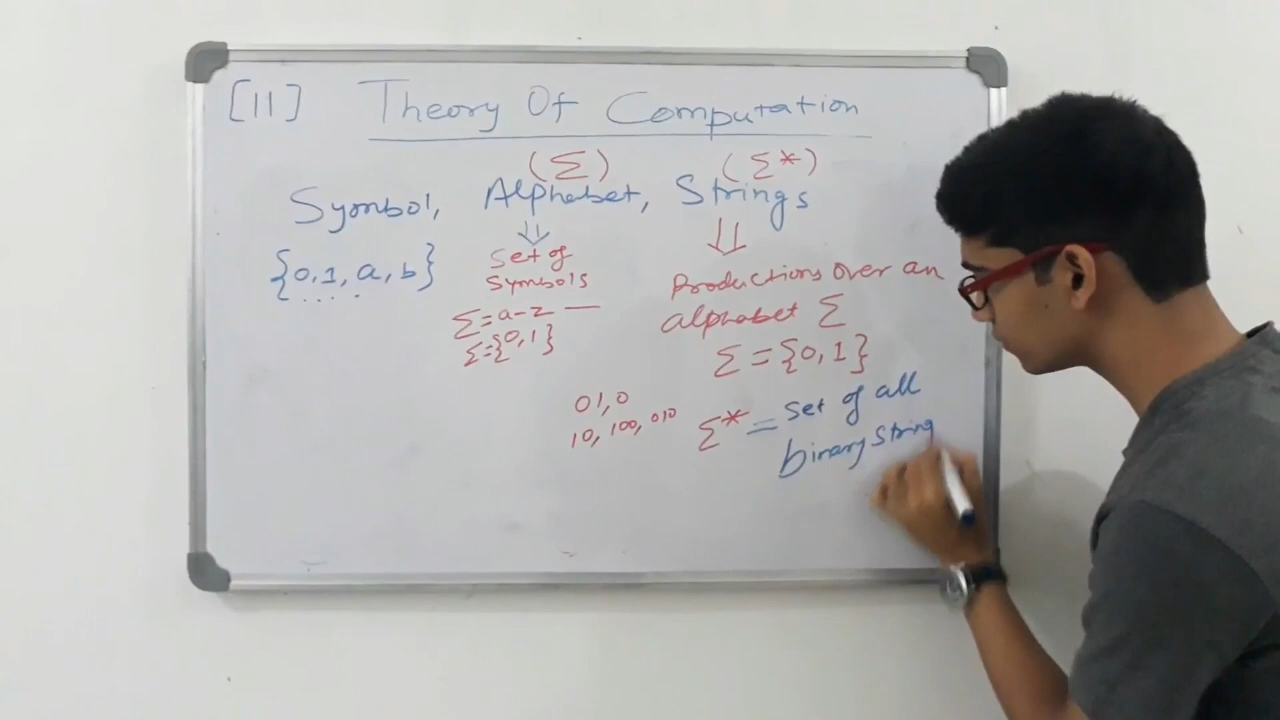 [11] Theory Of Computation
(Σ) (Σ*)
Symbol, Alphabet, Strings
{0,1,a,b}
....
⇓
Set of
Symbols
Σ=a-z —
Σ={0,1}
⇓
Productions over an
alphabet Σ
Σ={0,1}
01,0
10,100,010
Σ* = Set of all
binary string